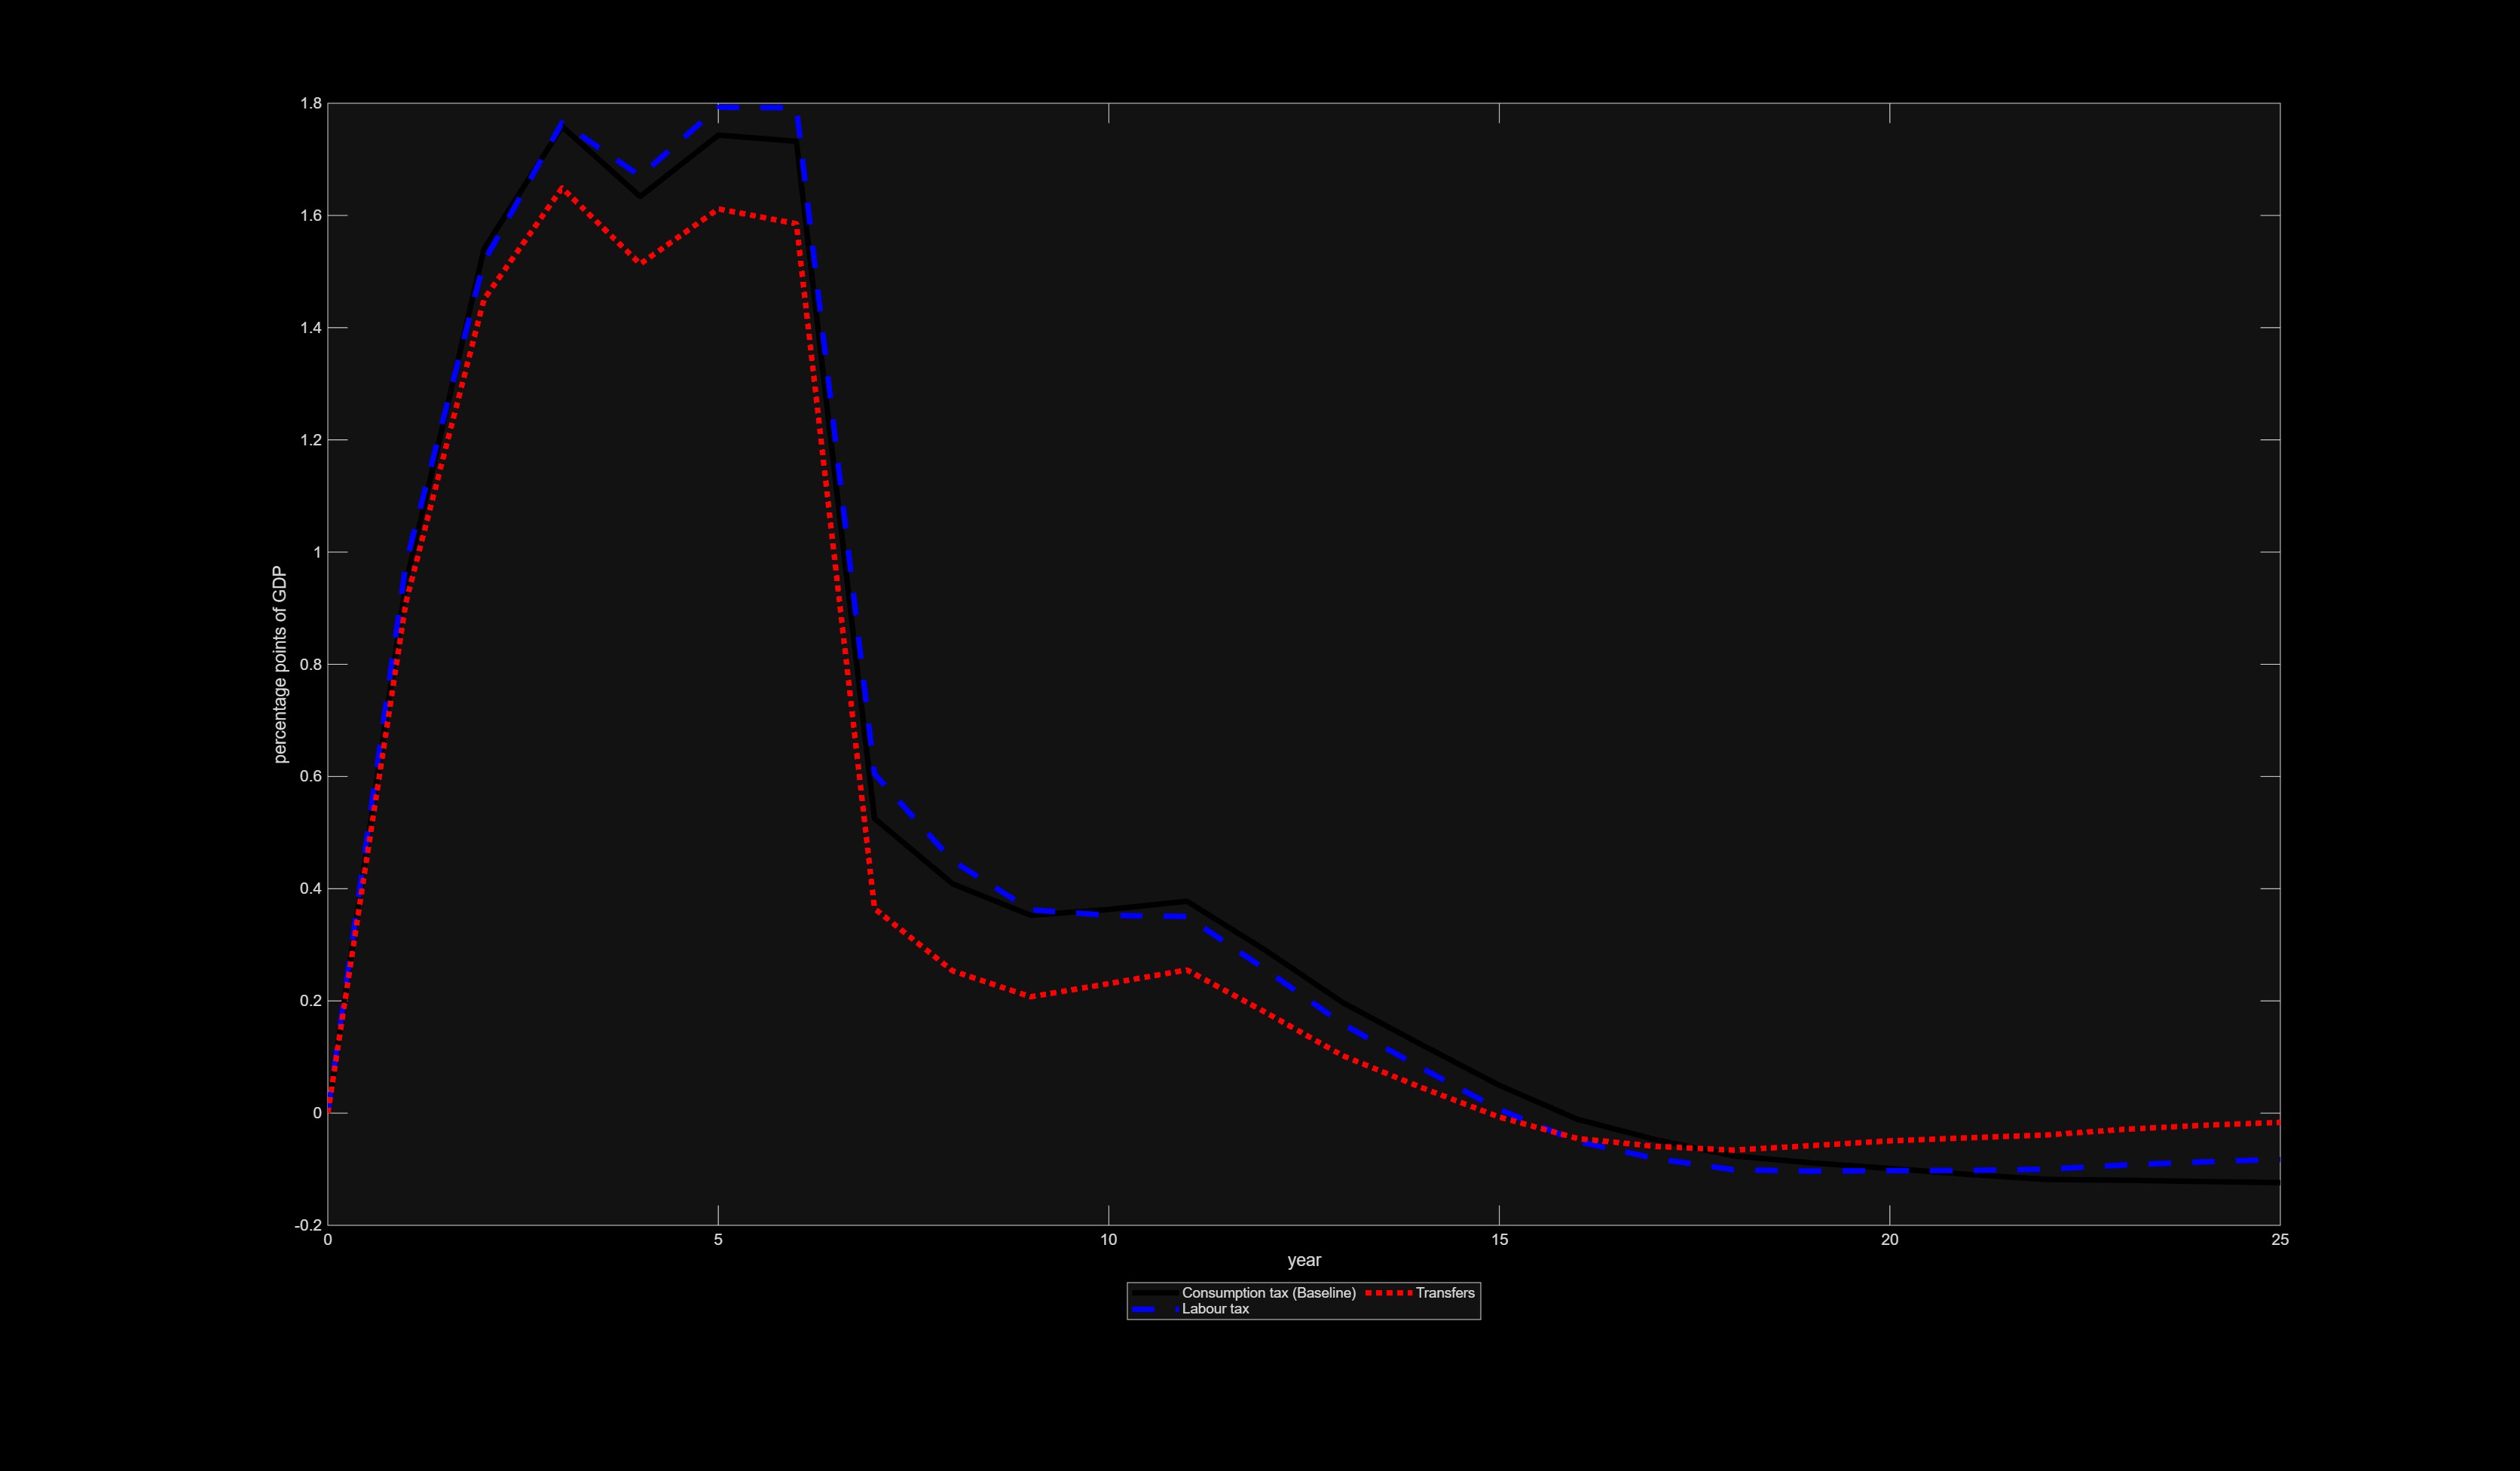 1.8
1.6
1.4
1.2
1
0.8
0.6
0.4
0.2
0
-0.2
percentage points of GDP
0 5 10 15 20 25
year
Consumption tax (Baseline) Transfers
Labour tax